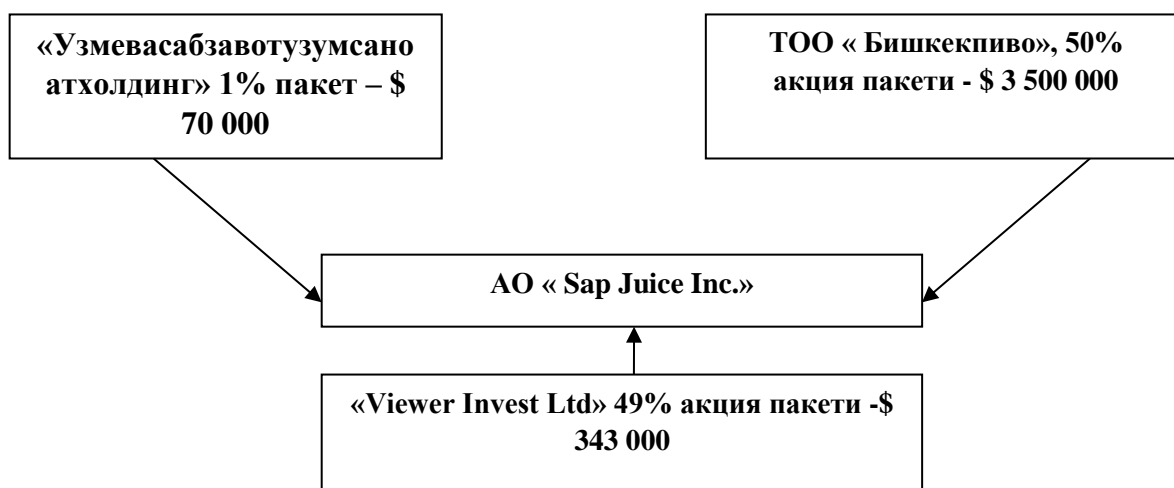 «Узмевасабзавотузумсано
атхолдинг» 1% пакет – $
70 000
ТОО « Бишкекпиво», 50%
акция пакети - $ 3 500 000
АО « Sap Juice Inc.»
«Viewer Invest Ltd» 49% акция пакети -$
343 000